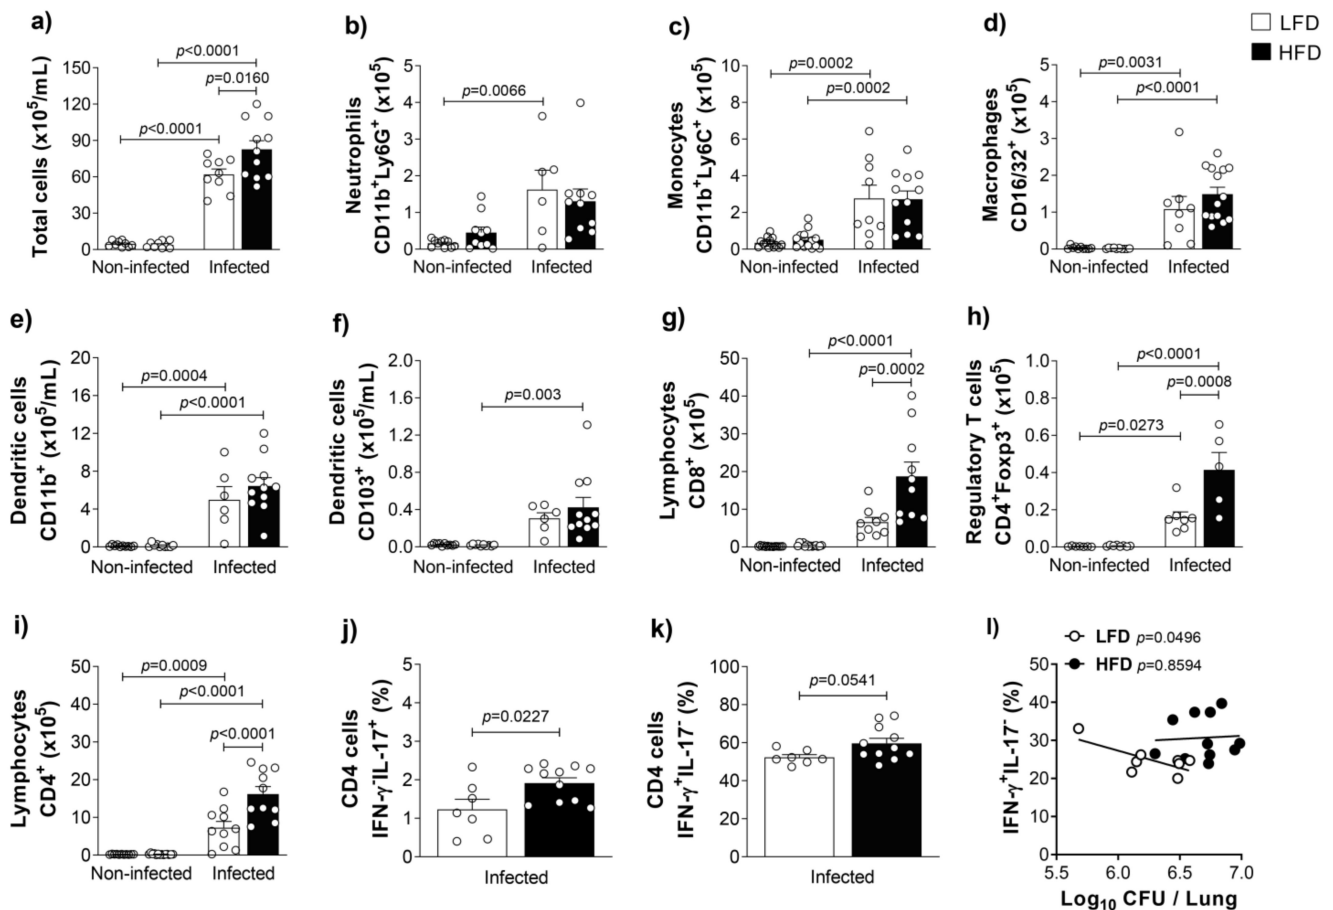 LFD
HFD
a)
Total cells (x10⁵/mL)
p<0.0001
p=0.0160
p<0.0001
150
120
90
60
30
0
Non-infected
Infected
b)
Neutrophils
CD11b⁺Ly6G⁺ (x10⁵)
p=0.0066
5
4
3
2
1
0
Non-infected
Infected
c)
Monocytes
CD11b⁺Ly6C⁺ (x10⁵)
p=0.0002
p=0.0002
10
8
6
4
2
0
Non-infected
Infected
d)
Macrophages
CD16/32⁺ (x10⁵)
p=0.0031
p<0.0001
5
4
3
2
1
0
Non-infected
Infected
e)
Dendritic cells
CD11b⁺ (x10⁵/mL)
p=0.0004
p<0.0001
20
16
12
8
4
0
Non-infected
Infected
f)
Dendritic cells
CD103⁺ (x10⁵/mL)
p=0.003
2.0
1.6
1.2
0.8
0.4
0.0
Non-infected
Infected
g)
Lymphocytes
CD8⁺ (x10⁵)
p<0.0001
p=0.0002
50
40
30
20
10
0
Non-infected
Infected
h)
Regulatory T cells
CD4⁺Foxp3⁺ (x10⁵)
p<0.0001
p=0.0008
p=0.0273
1.0
0.8
0.6
0.4
0.2
0.0
Non-infected
Infected
i)
Lymphocytes
CD4⁺ (x10⁵)
p=0.0009
p<0.0001
p<0.0001
50
40
30
20
10
0
Non-infected
Infected
j)
CD4 cells
IFN-γ⁻IL-17⁺ (%)
p=0.0227
5
4
3
2
1
0
Infected
k)
CD4 cells
IFN-γ⁺IL-17⁻ (%)
p=0.0541
100
80
60
40
20
0
Infected
l)
LFD p=0.0496
HFD p=0.8594
IFN-γ⁺IL-17⁻ (%)
50
40
30
20
10
0
5.5
6.0
6.5
7.0
Log₁₀ CFU / Lung